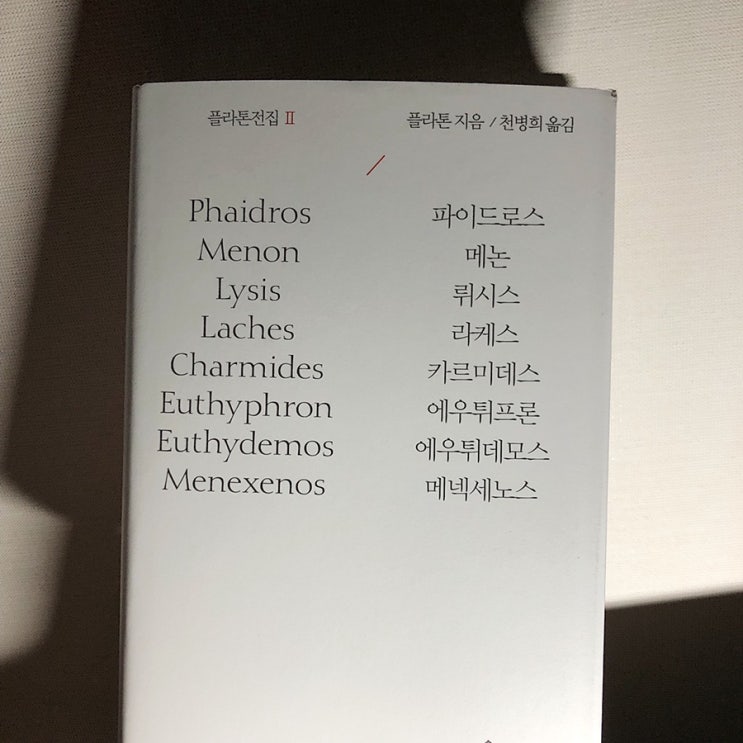 플라톤전집 II
플라톤 지음 / 천병희 옮김
Phaidros 파이드로스
Menon 메논
Lysis 뤼시스
Laches 라케스
Charmides 카르미데스
Euthyphron 에우튀프론
Euthydemos 에우튀데모스
Menexenos 메넥세노스